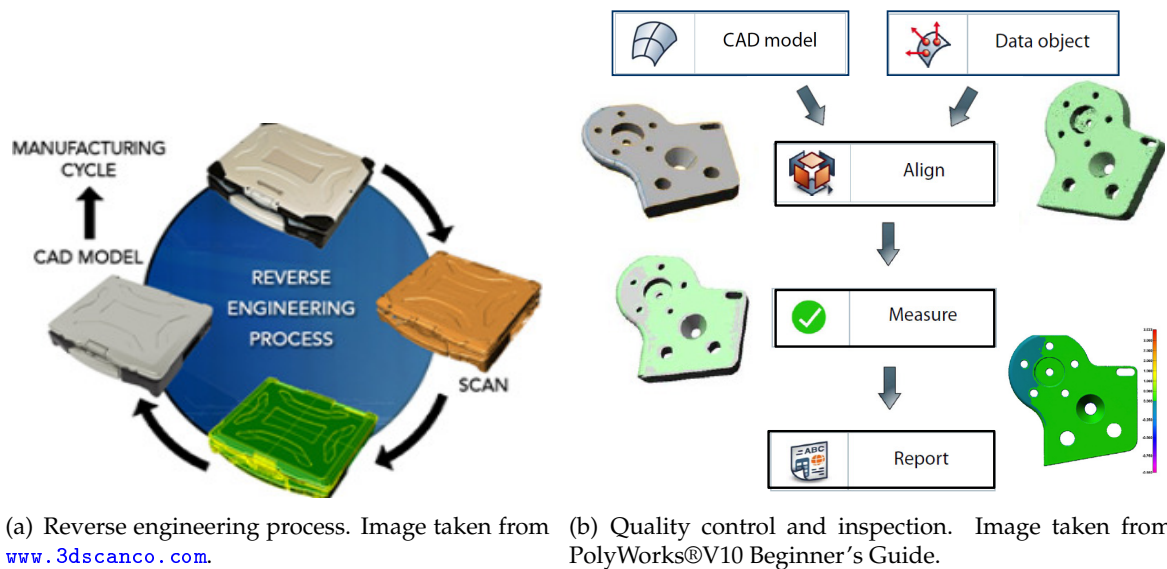 MANUFACTURING
CYCLE
CAD MODEL
REVERSE
ENGINEERING
PROCESS
SCAN
CAD model
Data object
Align
Measure
ABC
Report
(a) Reverse engineering process. Image taken from
www.3dscanco.com.
(b) Quality control and inspection. Image taken from
PolyWorks®V10 Beginner's Guide.